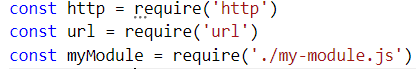 const http = require('http')
const url = require('url')
const myModule = require('./my-module.js')